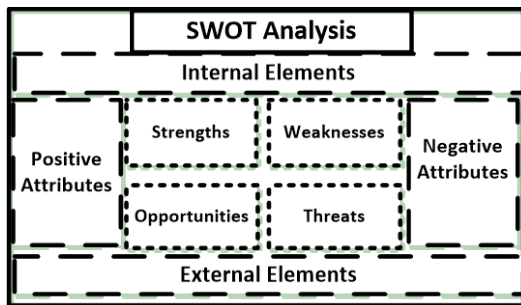 SWOT Analysis
Internal Elements
Positive
Attributes
Strengths
Weaknesses
Opportunities
Threats
Negative
Attributes
External Elements